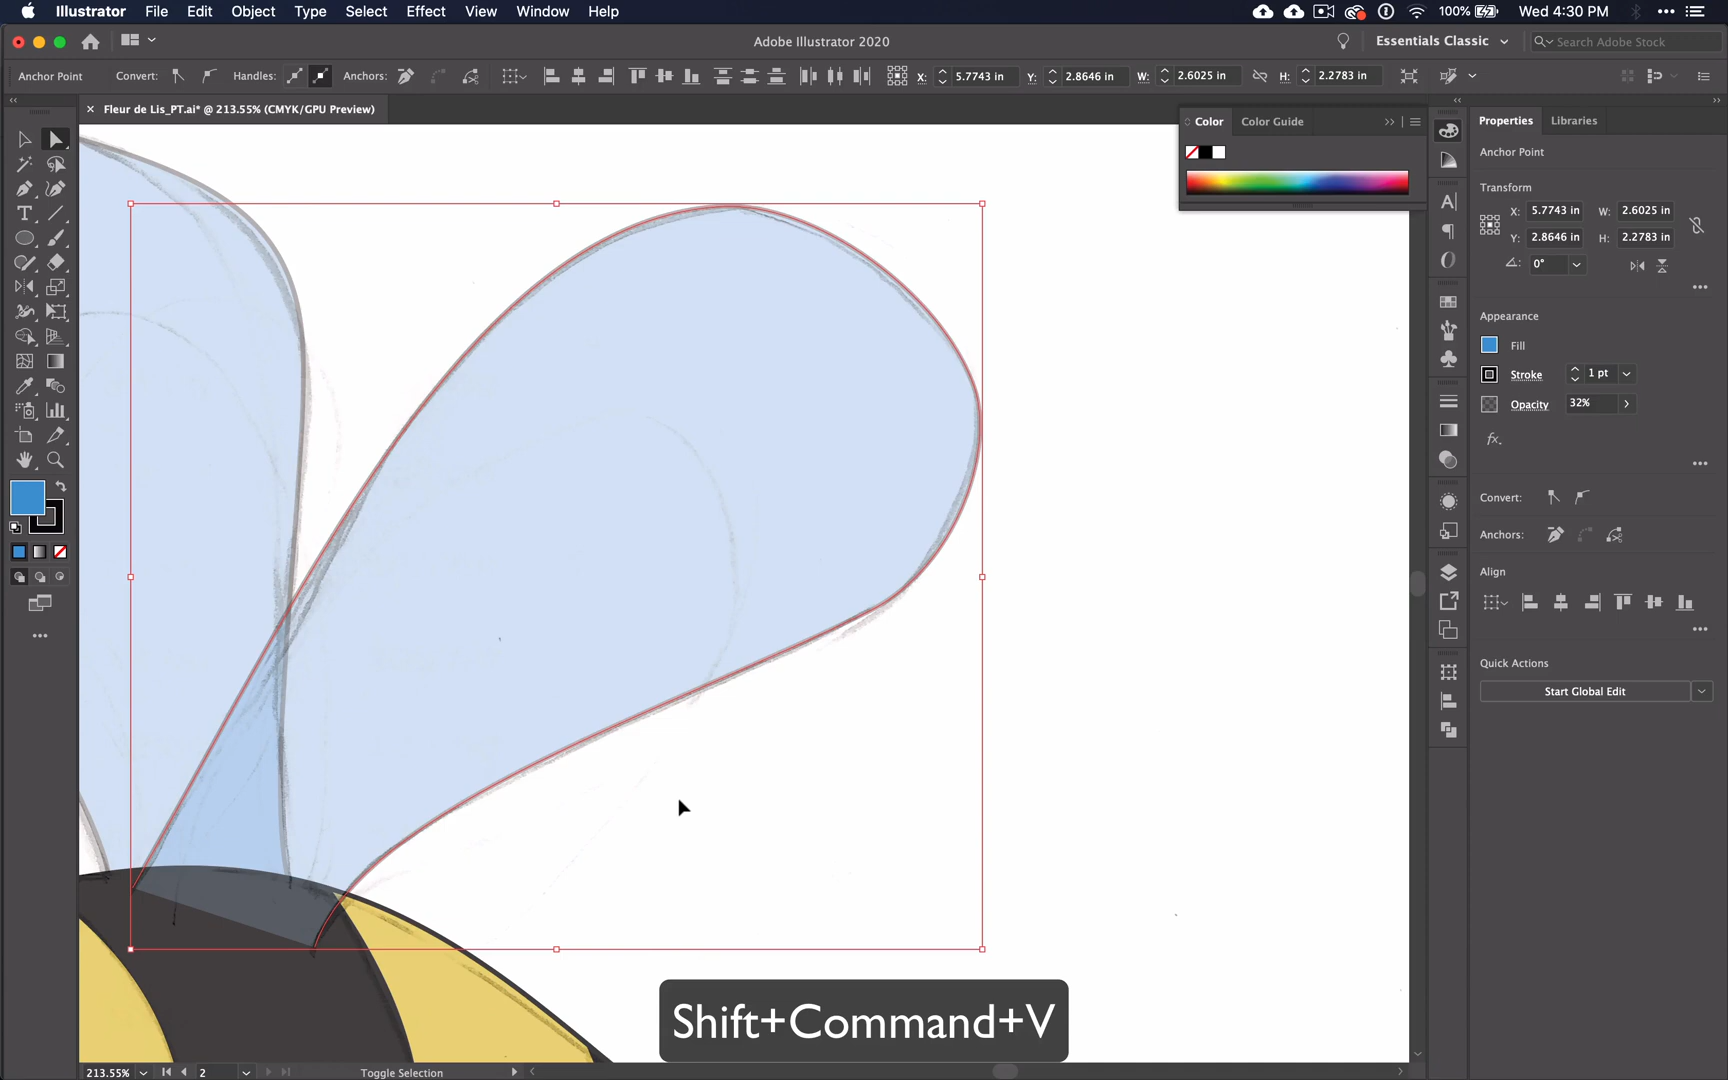 Illustrator File Edit Object Type Select Effect View Window Help 100% Wed 4:30 PM
Adobe Illustrator 2020 Essentials Classic Search Adobe Stock
Anchor Point Convert: Handles: Anchors: X: 5.7743 in Y: 2.8646 in W: 2.6025 in H: 2.2783 in
× Fleur de Lis_PT.ai* @ 213.55% (CMYK/GPU Preview)
Color Color Guide
Properties Libraries
Anchor Point
Transform
X: 5.7743 in W: 2.6025 in
Y: 2.8646 in H: 2.2783 in
0°
Appearance
Fill
Stroke 1 pt
Opacity 32%
fx.
Convert:
Anchors:
Align
Quick Actions
Start Global Edit
Shift+Command+V
213.55% 2 Toggle Selection